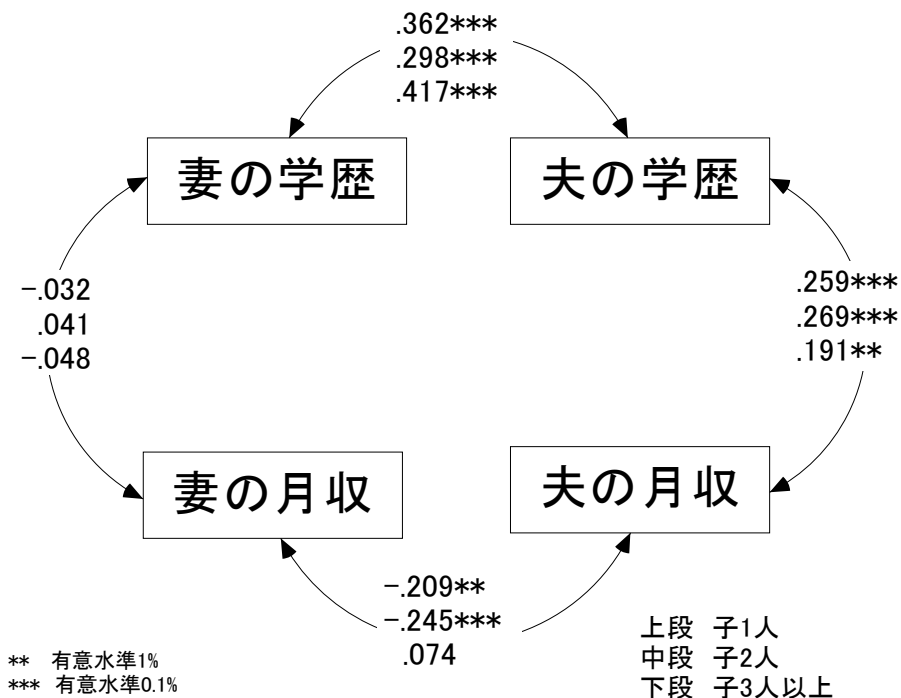 .362***
.298***
.417***
妻の学歴
夫の学歴
-.032
.041
-.048
.259***
.269***
.191**
妻の月収
夫の月収
-.209**
-.245***
.074
** 有意水準1%
*** 有意水準0.1%
上段 子1人
中段 子2人
下段 子3人以上